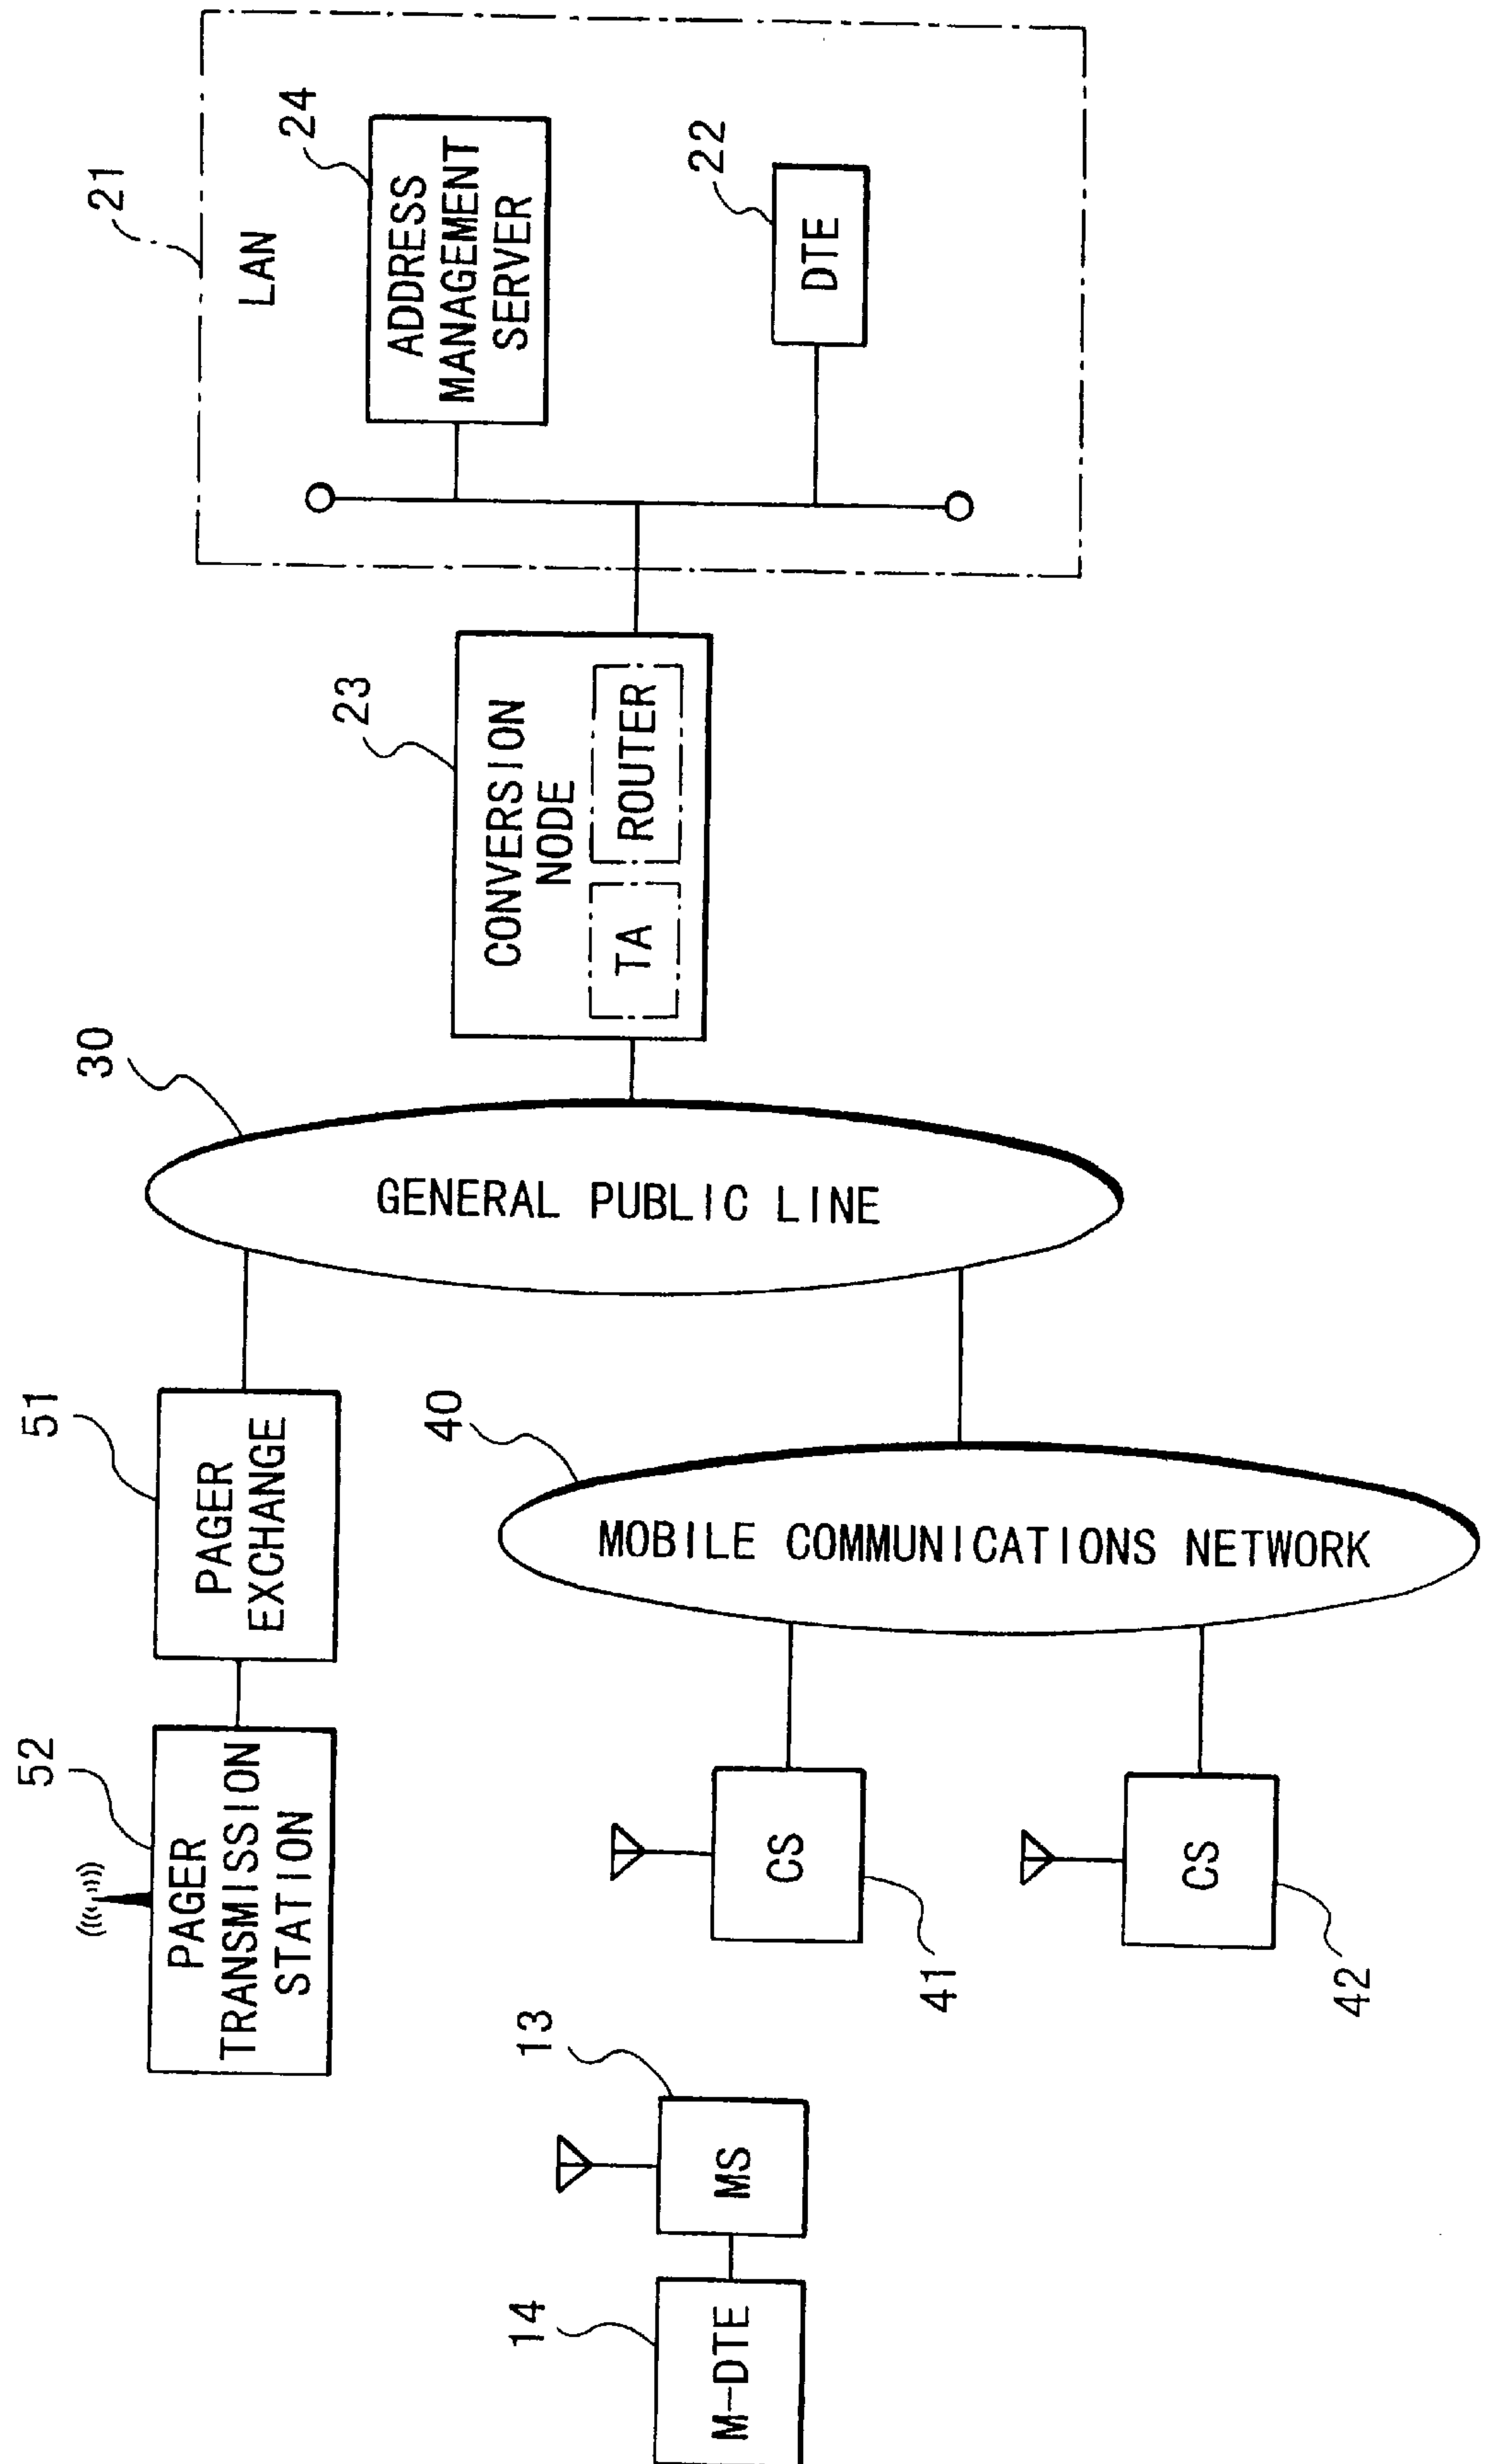 21
LAN
24
ADDRESS
MANAGEMENT
SERVER
22
DTE
23
CONVERSION
NODE
TA
ROUTER
30
GENERAL PUBLIC LINE
51
PAGER
EXCHANGE
52
PAGER
TRANSMISSION
STATION
40
MOBILE COMMUNICATIONS NETWORK
CS
41
CS
42
13
MS
14
M-DTE